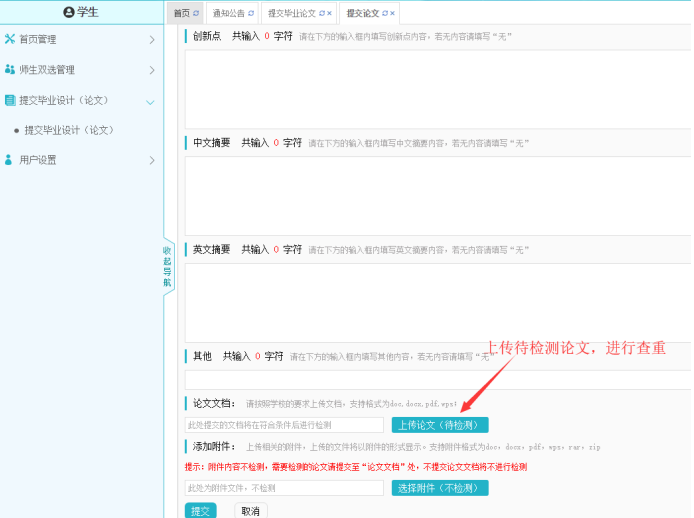 学生
首页
通知公告
提交毕业论文
提交论文
首页管理
师生双选管理
提交毕业设计（论文）
提交毕业设计（论文）
用户设置
收起导航
创新点 共输入 0 字符 请在下方的输入框内填写创新点内容，若无内容请填写“无”
中文摘要 共输入 0 字符 请在下方的输入框内填写中文摘要内容，若无内容请填写“无”
英文摘要 共输入 0 字符 请在下方的输入框内填写英文摘要内容，若无内容请填写“无”
上传待检测论文，进行查重
其他 共输入 0 字符 请在下方的输入框内填写其他内容，若无内容请填写“无”
论文文档： 请按照学校的要求上传文档，支持格式为doc,docx,pdf,wps；
此处提交的文档将在符合条件后进行检测 上传论文（待检测）
添加附件： 上传相关的附件，上传的文件将以附件的形式显示。支持附件格式为doc，docx，pdf，wps，rar，zip
提示：附件内容不检测，需要检测的论文请提交至“论文文档”处，不提交论文文档将不进行检测
此处为附件文件，不检测 选择附件（不检测）
提交 取消